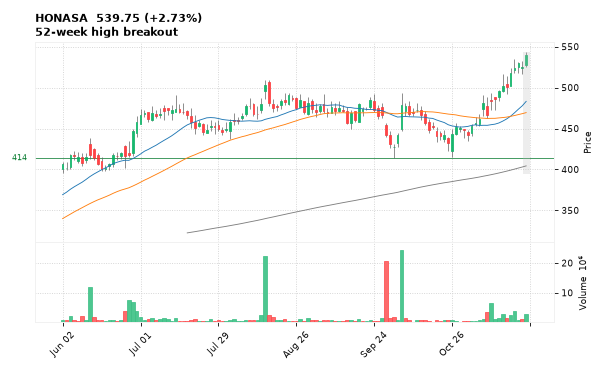 HONASA 539.75 (+2.73%)
52-week high breakout
550
500
450
400
350
414
Price
20
10
Volume 10⁶
Jun 02
Jul 01
Jul 29
Aug 26
Sep 24
Oct 26